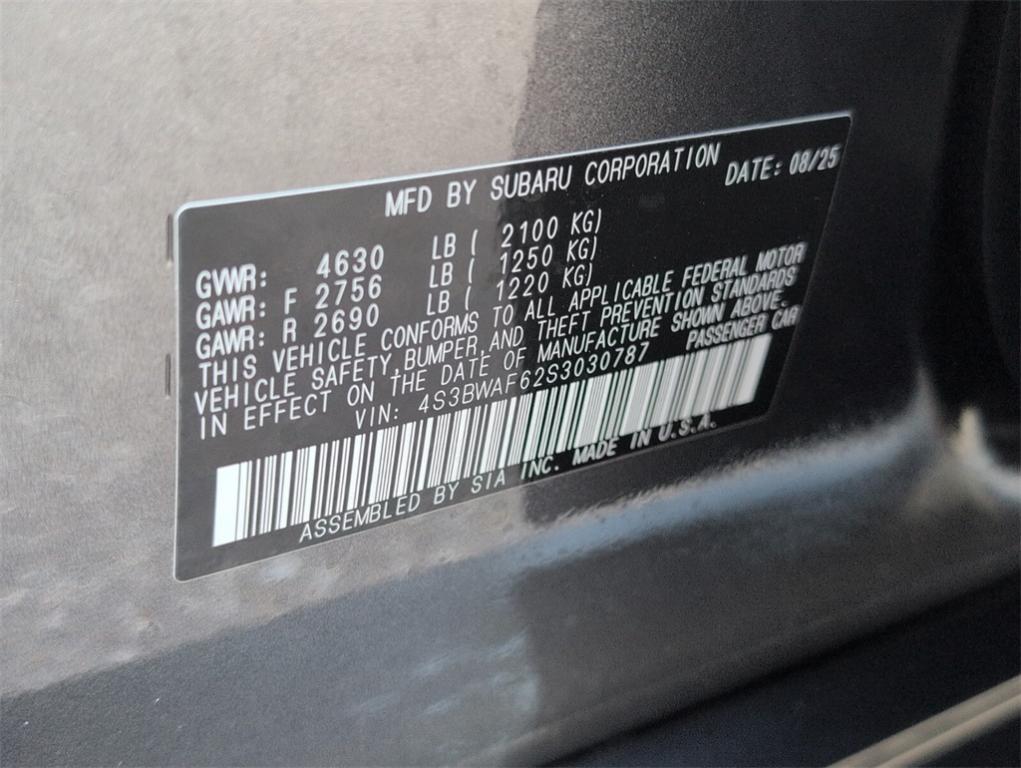 MFD BY SUBARU CORPORATION DATE: 08/25
GVWR: 4630 LB ( 2100 KG)
GAWR: F 2756 LB ( 1250 KG)
GAWR: R 2690 LB ( 1220 KG)
THIS VEHICLE CONFORMS TO ALL APPLICABLE FEDERAL MOTOR
VEHICLE SAFETY, BUMPER AND THEFT PREVENTION STANDARDS
IN EFFECT ON THE DATE OF MANUFACTURE SHOWN ABOVE.
VIN: 4S3BWAF62S3030787 PASSENGER CAR
ASSEMBLED BY SIA INC. MADE IN U.S.A.